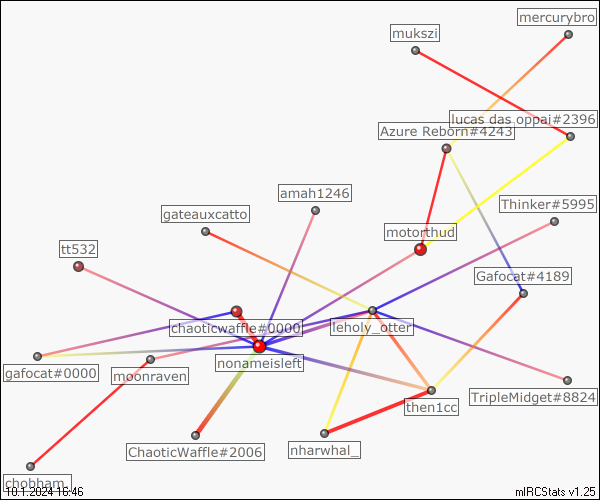 mercurybro
mukszi
lucas das oppai#2396
Azure Reborn#4243
amah1246
Thinker#5995
gateauxcatto
motorthud
tt532
Gafocat#4189
chaoticwaffle#0000
leholy_otter
nonameisleft
gafocat#0000
moonraven
TripleMidget#8824
then1cc
ChaoticWaffle#2006
nharwhal_
chobham_
10.1.2024 16:46
mIRCStats v1.25